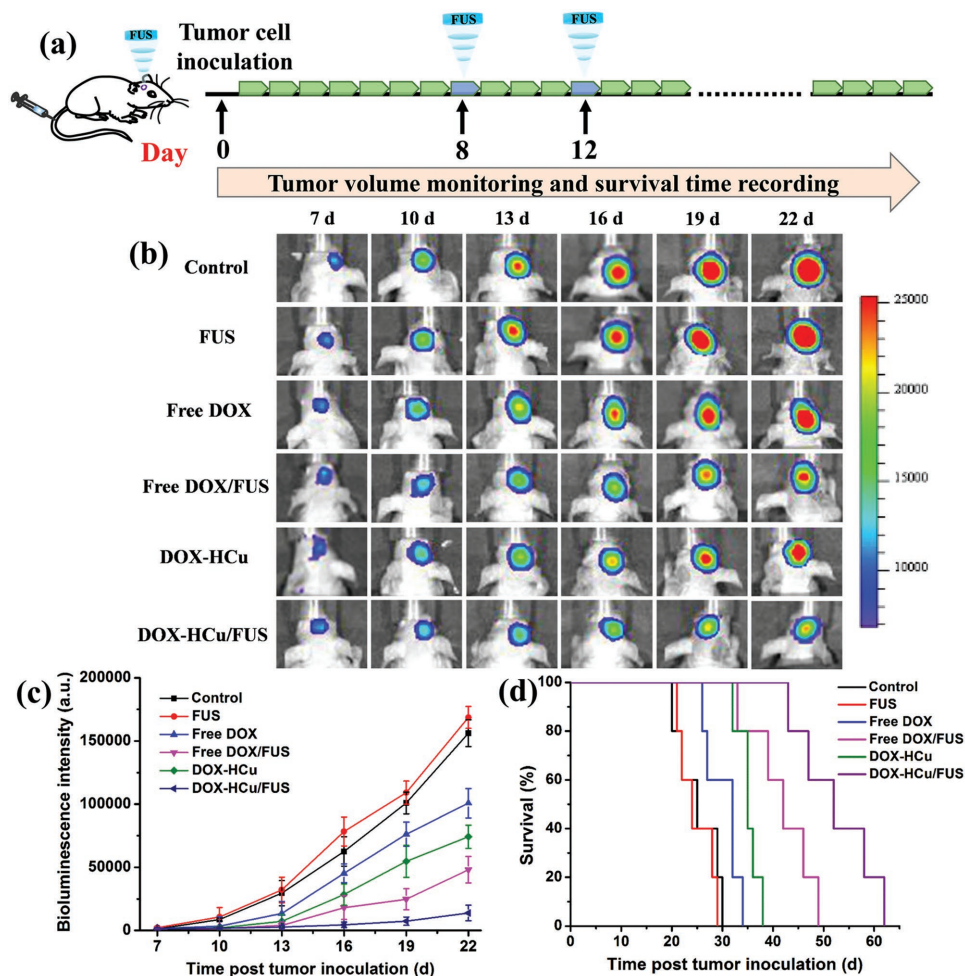 (a)
FUS
Tumor cell
inoculation
FUS
FUS
Day
0
8
12
Tumor volume monitoring and survival time recording
(b)
7 d
10 d
13 d
16 d
19 d
22 d
Control
FUS
Free DOX
Free DOX/FUS
DOX-HCu
DOX-HCu/FUS
25000
20000
15000
10000
(c)
Bioluminescence intensity (a.u.)
200000
150000
100000
50000
0
Control
FUS
Free DOX
Free DOX/FUS
DOX-HCu
DOX-HCu/FUS
7
10
13
16
19
22
Time post tumor inoculation (d)
(d)
Survival (%)
100
80
60
40
20
0
Control
FUS
Free DOX
Free DOX/FUS
DOX-HCu
DOX-HCu/FUS
0
10
20
30
40
50
60
Time post tumor inoculation (d)